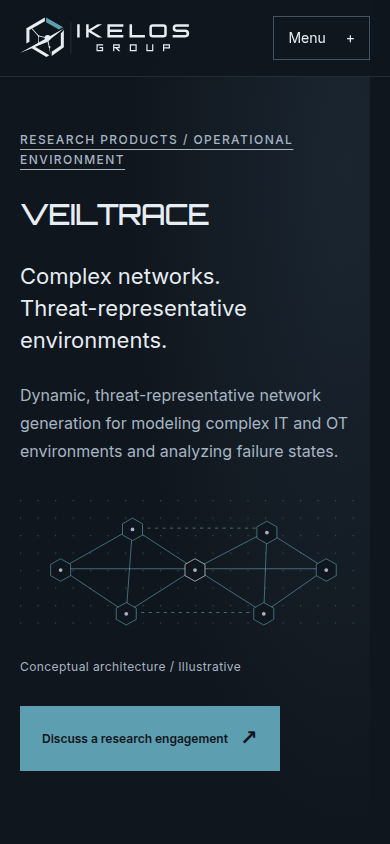 IKELOS
GROUP
Menu +
RESEARCH PRODUCTS / OPERATIONAL
ENVIRONMENT
VEILTRACE
Complex networks.
Threat-representative
environments.
Dynamic, threat-representative network
generation for modeling complex IT and OT
environments and analyzing failure states.
Conceptual architecture / Illustrative
Discuss a research engagement ↗